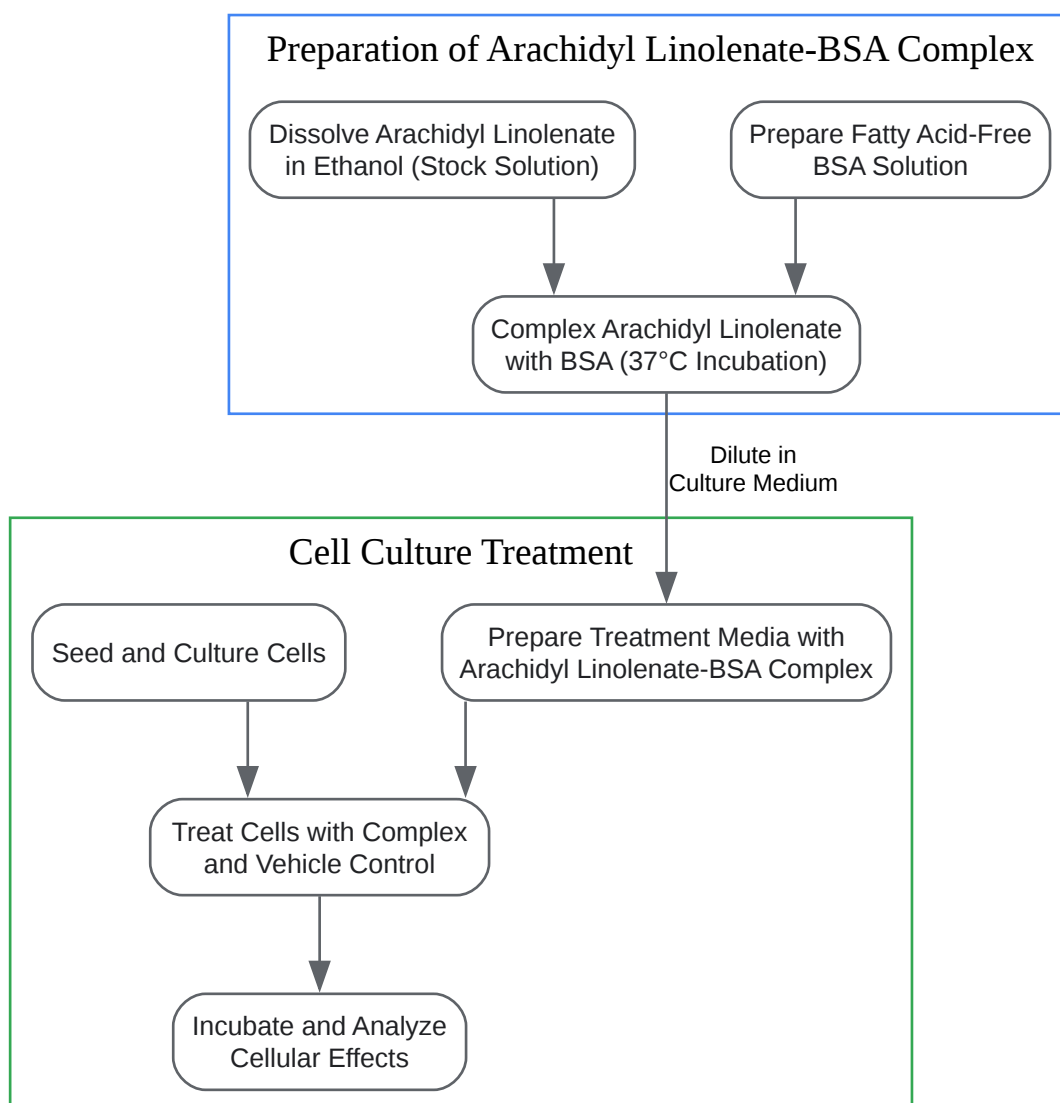 Preparation of Arachidyl Linolenate-BSA Complex
Dissolve Arachidyl Linolenate
in Ethanol (Stock Solution)
Prepare Fatty Acid-Free
BSA Solution
Complex Arachidyl Linolenate
with BSA (37°C Incubation)
Dilute in
Culture Medium
Cell Culture Treatment
Seed and Culture Cells
Prepare Treatment Media with
Arachidyl Linolenate-BSA Complex
Treat Cells with Complex
and Vehicle Control
Incubate and Analyze
Cellular Effects